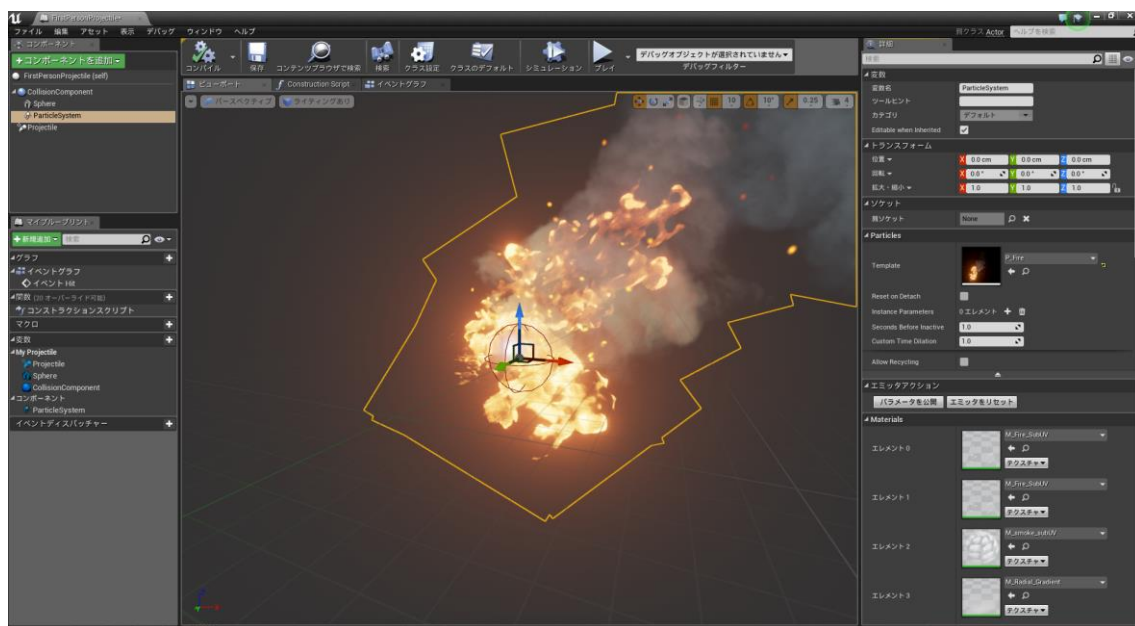 FirstPersonProjectile
ファイル 編集 アセット 表示 デバッグ ウィンドウ ヘルプ
親クラス Actor ヘルプを検索
コンポーネント
+コンポーネントを追加
FirstPersonProjectile (self)
CollisionComponent
Sphere
ParticleSystem
Projectile
コンパイル 保存 コンテンツブラウザで検索 検索 クラス設定 クラスのデフォルト シミュレーション プレイ
デバッグオブジェクトが選択されていません
デバッグフィルター
ビューポート Construction Script イベントグラフ
パースペクティブ ライティングあり
10 10° 0.25 4
マイブループリント
+新規追加 検索
グラフ
イベントグラフ
イベント Hit
関数 (20 オーバーライド可能)
コンストラクションスクリプト
マクロ
変数
My Projectile
Projectile
Sphere
CollisionComponent
コンポーネント
ParticleSystem
イベントディスパッチャー
詳細
検索
変数
変数名 ParticleSystem
ツールヒント
カテゴリ デフォルト
Editable when Inherited
トランスフォーム
位置 X 0.0 cm Y 0.0 cm Z 0.0 cm
回転 X 0.0° Y 0.0° Z 0.0°
拡大・縮小 X 1.0 Y 1.0 Z 1.0
ソケット
親ソケット None
Particles
Template P_Fire
Reset on Detach
Instance Parameters 0 エレメント
Seconds Before Inactive 1.0
Custom Time Dilation 1.0
Allow Recycling
エミッタアクション
パラメータを公開 エミッタをリセット
Materials
エレメント 0 M_Fire_SubUV
テクスチャ
エレメント 1 M_Fire_SubUV
テクスチャ
エレメント 2 M_smoke_subUV
テクスチャ
エレメント 3 M_Radial_Gradient
テクスチャ